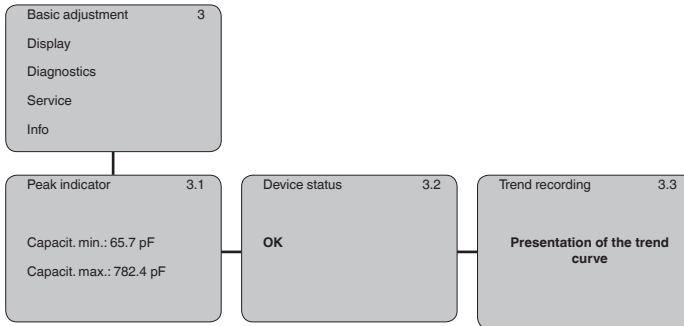 Basic adjustment 3
Display
Diagnostics
Service
Info
Peak indicator 3.1
Capacit. min.: 65.7 pF
Capacit. max.: 782.4 pF
Device status 3.2
OK
Trend recording 3.3
Presentation of the trend
curve